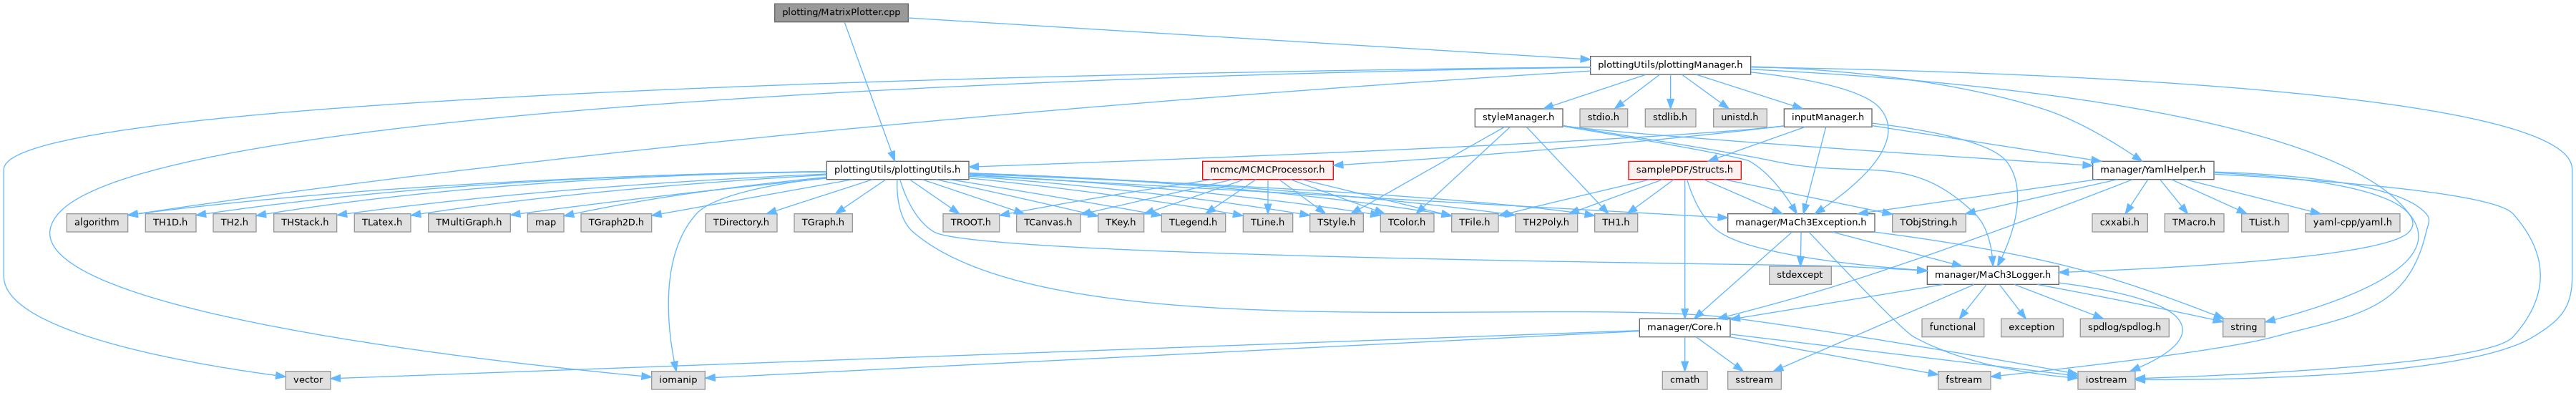 plotting/MatrixPlotter.cpp
plottingUtils/plottingManager.h
styleManager.h
stdio.h
stdlib.h
unistd.h
inputManager.h
plottingUtils/plottingUtils.h
mcmc/MCMCProcessor.h
samplePDF/Structs.h
manager/YamlHelper.h
algorithm
TH1D.h
TH2.h
THStack.h
TLatex.h
TMultiGraph.h
map
TGraph2D.h
TDirectory.h
TGraph.h
TROOT.h
TCanvas.h
TKey.h
TLegend.h
TLine.h
TStyle.h
TColor.h
TFile.h
TH2Poly.h
TH1.h
manager/MaCh3Exception.h
TObjString.h
cxxabi.h
TMacro.h
TList.h
yaml-cpp/yaml.h
stdexcept
manager/MaCh3Logger.h
manager/Core.h
functional
exception
spdlog/spdlog.h
string
vector
iomanip
cmath
sstream
fstream
iostream